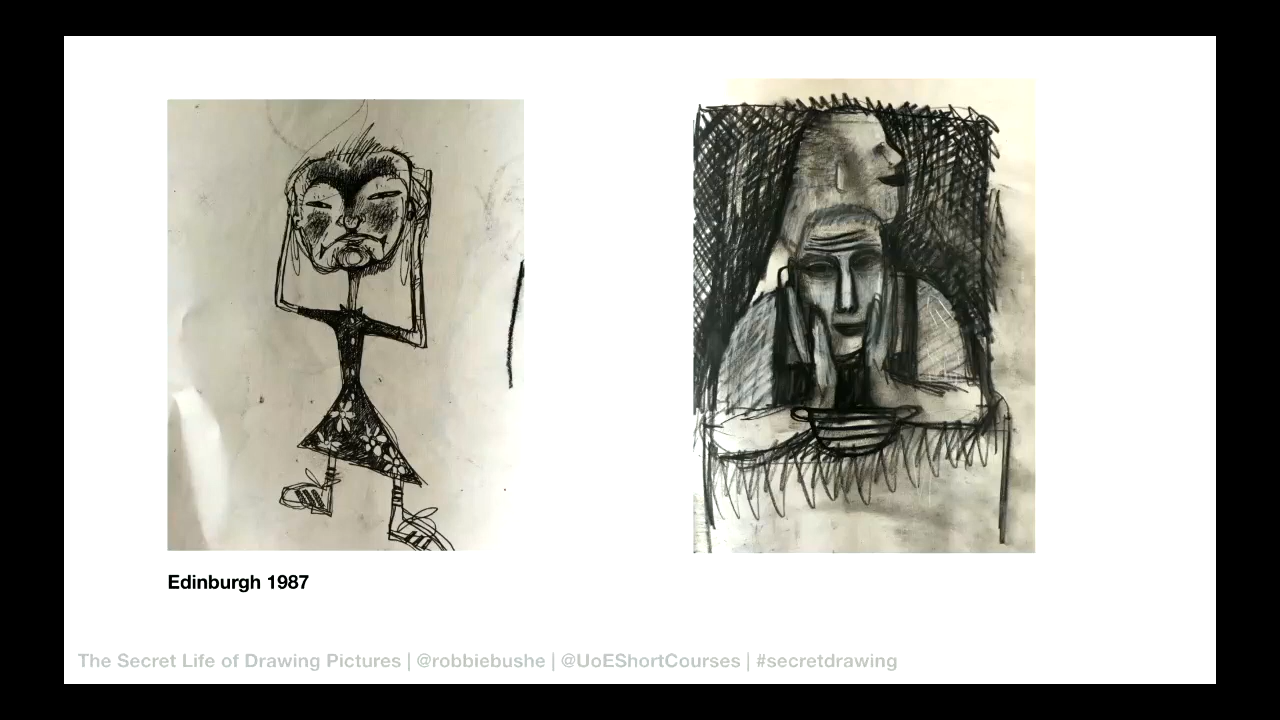 Edinburgh 1987
The Secret Life of Drawing Pictures | @robbiebushe | @UoEShortCourses | #secretdrawing